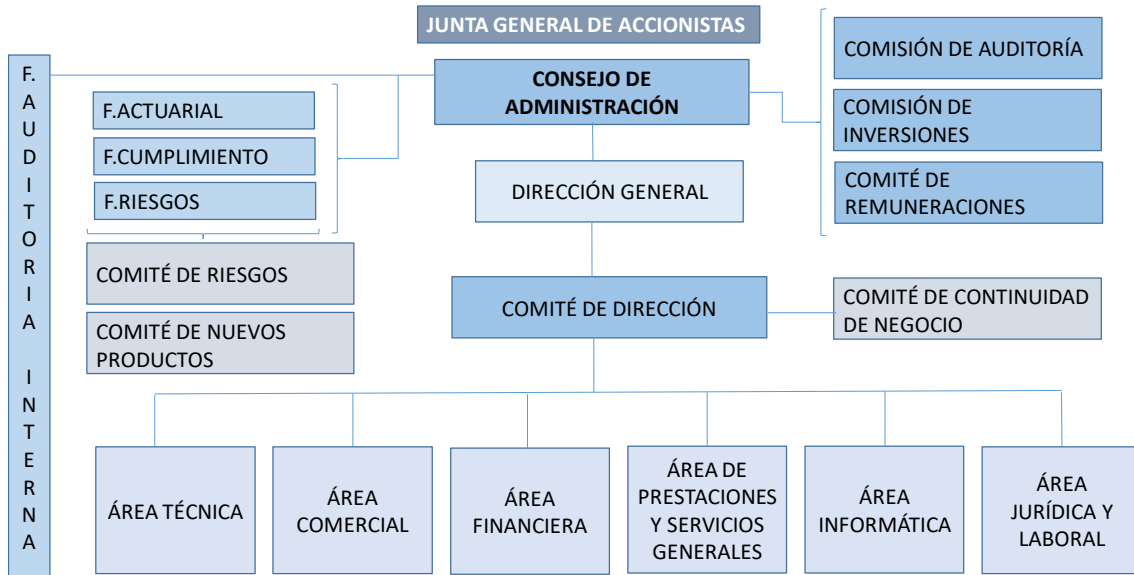 JUNTA GENERAL DE ACCIONISTAS
F. AUDITORIA INTERNA
CONSEJO DE
ADMINISTRACIÓN
COMISIÓN DE AUDITORÍA
COMISIÓN DE
INVERSIONES
COMITÉ DE
REMUNERACIONES
F.ACTUARIAL
F.CUMPLIMIENTO
F.RIESGOS
DIRECCIÓN GENERAL
COMITÉ DE RIESGOS
COMITÉ DE NUEVOS
PRODUCTOS
COMITÉ DE DIRECCIÓN
COMITÉ DE CONTINUIDAD
DE NEGOCIO
ÁREA TÉCNICA
ÁREA
COMERCIAL
ÁREA
FINANCIERA
ÁREA DE
PRESTACIONES
Y SERVICIOS
GENERALES
ÁREA
INFORMÁTICA
ÁREA
JURÍDICA Y
LABORAL